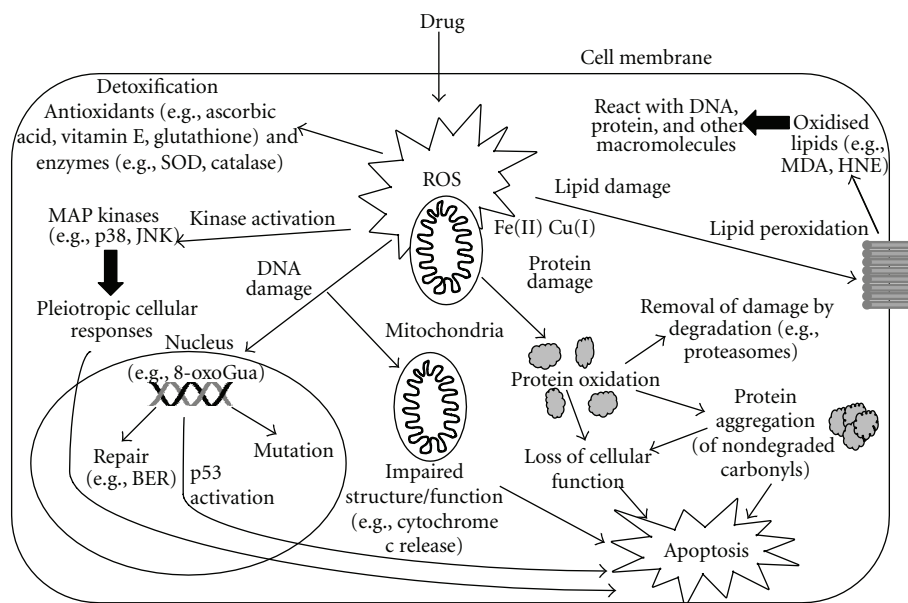 Drug
Cell membrane
Detoxification
Antioxidants (e.g., ascorbic
acid, vitamin E, glutathione) and
enzymes (e.g., SOD, catalase)
React with DNA,
protein, and other
macromolecules
Oxidised
lipids (e.g.,
MDA, HNE)
ROS
Lipid damage
Fe(II) Cu(I)
Lipid peroxidation
MAP kinases
(e.g., p38, JNK)
Kinase activation
DNA
damage
Protein
damage
Pleiotropic cellular
responses
Mitochondria
Removal of damage by
degradation (e.g.,
proteasomes)
Nucleus
(e.g., 8-oxoGua)
Protein oxidation
Protein
aggregation
(of nondegraded
carbonyls)
Repair
(e.g., BER)
p53
activation
Mutation
Impaired
structure/function
(e.g., cytochrome
c release)
Loss of cellular
function
Apoptosis